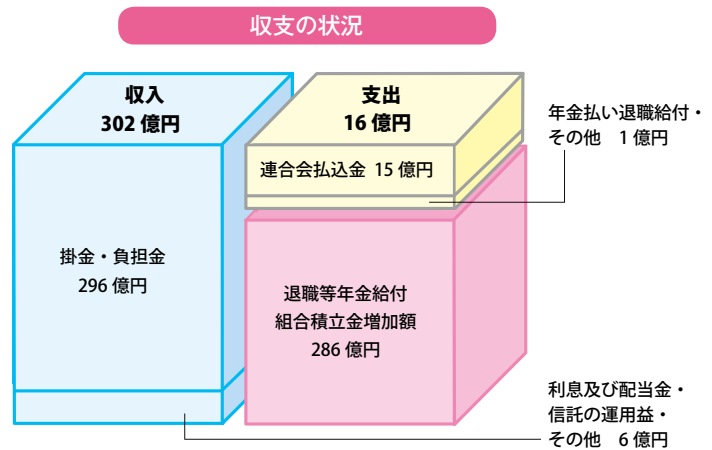 収支の状況
収入
302 億円
支出
16 億円
年金払い退職給付・
その他　1 億円
連合会払込金 15 億円
掛金・負担金
296 億円
退職等年金給付
組合積立金増加額
286 億円
利息及び配当金・
信託の運用益・
その他　6 億円